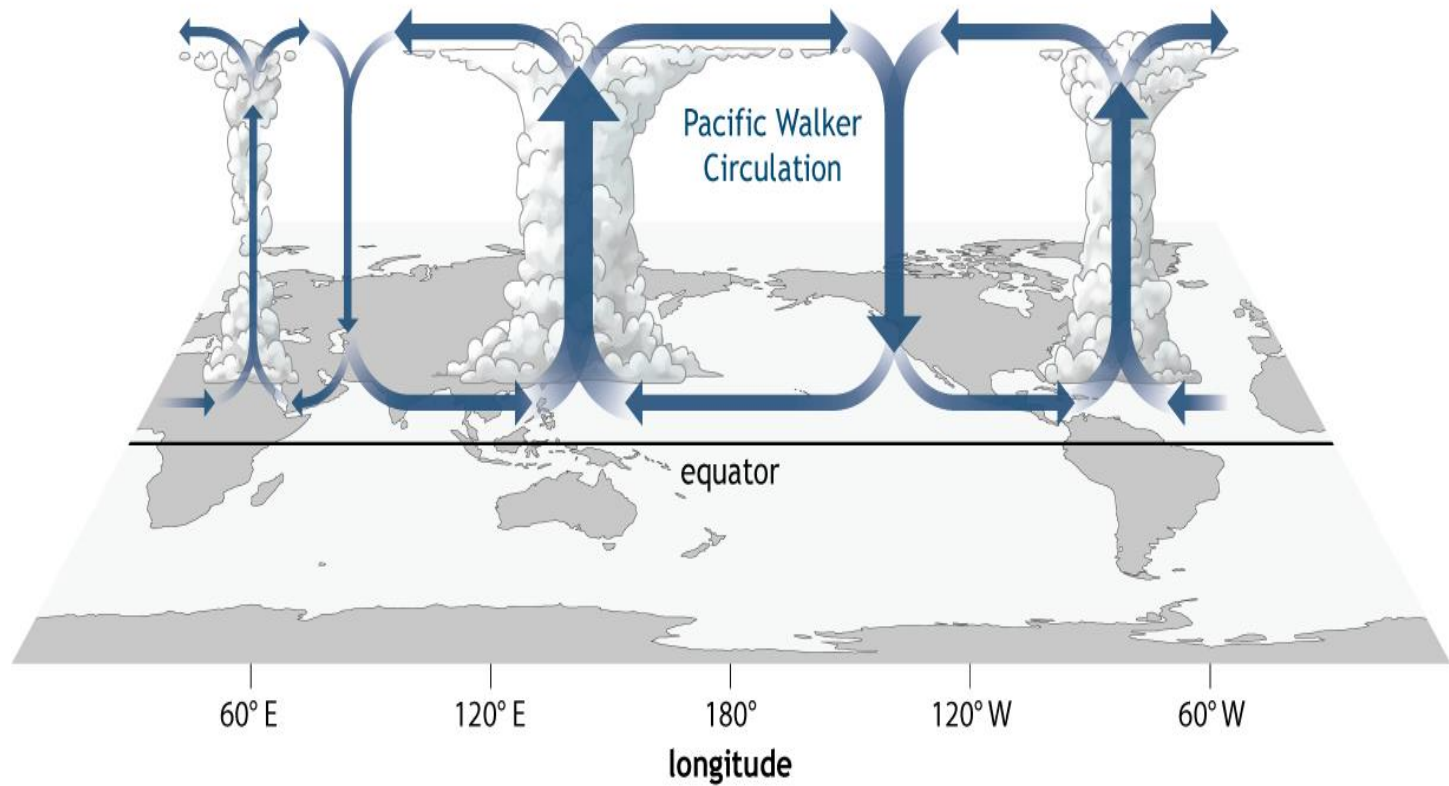 Pacific Walker
Circulation
equator
60° E
120° E
180°
120° W
60° W
longitude